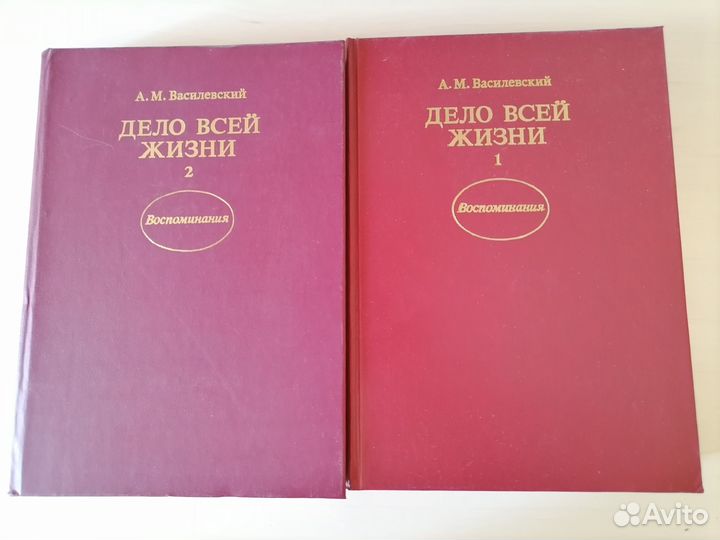 А. М. Василевский
ДЕЛО ВСЕЙ
ЖИЗНИ
2
Воспоминания
А. М. Василевский
ДЕЛО ВСЕЙ
ЖИЗНИ
1
Воспоминания
Avito